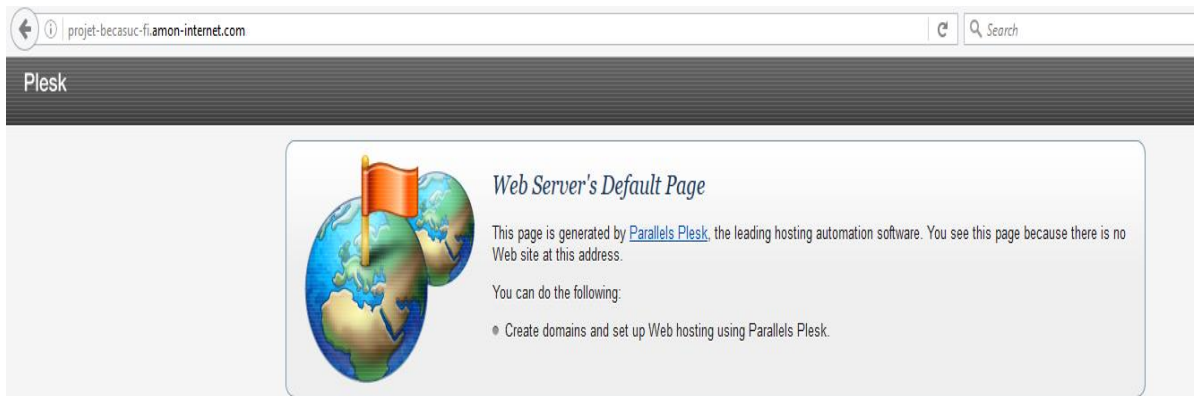 projet-becasuc-fi.amon-internet.com
Search
Plesk
Web Server's Default Page
This page is generated by Parallels Plesk, the leading hosting automation software. You see this page because there is no
Web site at this address.
You can do the following:
Create domains and set up Web hosting using Parallels Plesk.